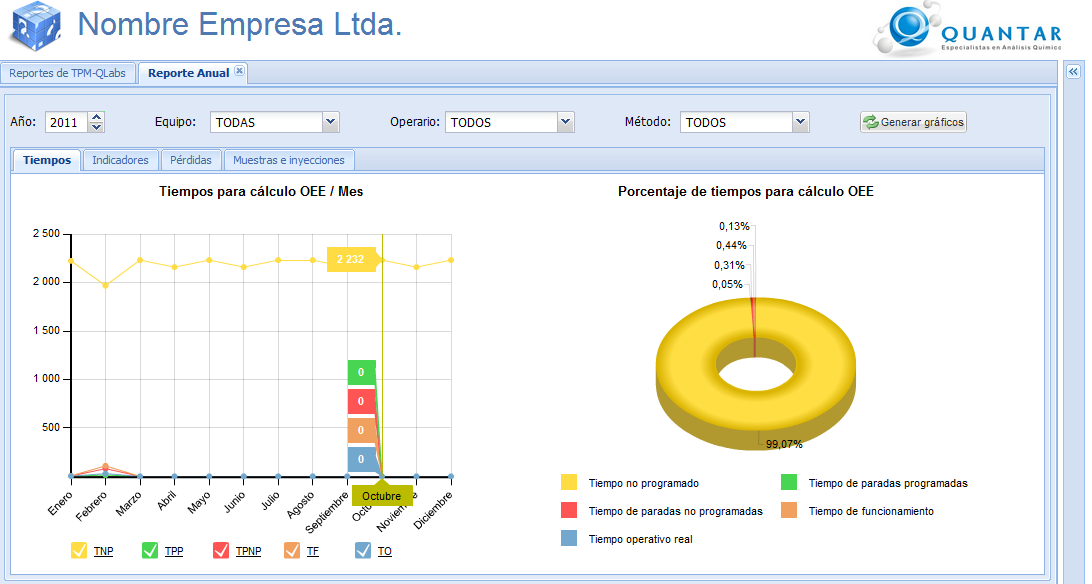 Nombre Empresa Ltda.
QUANTAR
Especialistas en Análisis Químico
Reportes de TPM-QLabs
Reporte Anual
Año: 2011 Equipo: TODAS Operario: TODOS Método: TODOS Generar gráficos
Tiempos Indicadores Pérdidas Muestras e inyecciones
Tiempos para cálculo OEE / Mes
2 500
2 000
1 500
1 000
500
2 232
0
0
0
0
Octubre
Enero
Febrero
Marzo
Abril
Mayo
Junio
Julio
Agosto
Septiembre
Diciembre
TNP TPP TPNP TF TO
Porcentaje de tiempos para cálculo OEE
0,13%
0,44%
0,31%
0,05%
99,07%
Tiempo no programado
Tiempo de paradas programadas
Tiempo de paradas no programadas
Tiempo de funcionamiento
Tiempo operativo real